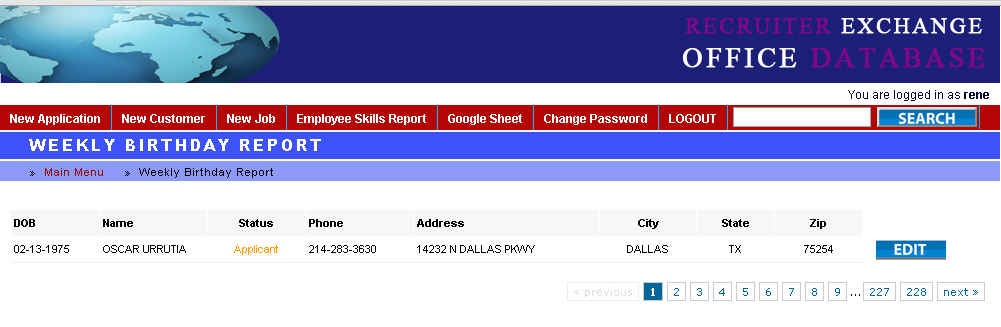 RECRUITER EXCHANGE
OFFICE DATABASE
You are logged in as rene
New Application New Customer New Job Employee Skills Report Google Sheet Change Password LOGOUT SEARCH
WEEKLY BIRTHDAY REPORT
» Main Menu » Weekly Birthday Report
DOB Name Status Phone Address City State Zip
02-13-1975 OSCAR URRUTIA Applicant 214-283-3630 14232 N DALLAS PKWY DALLAS TX 75254 EDIT
« previous 1 2 3 4 5 6 7 8 9 ... 227 228 next »